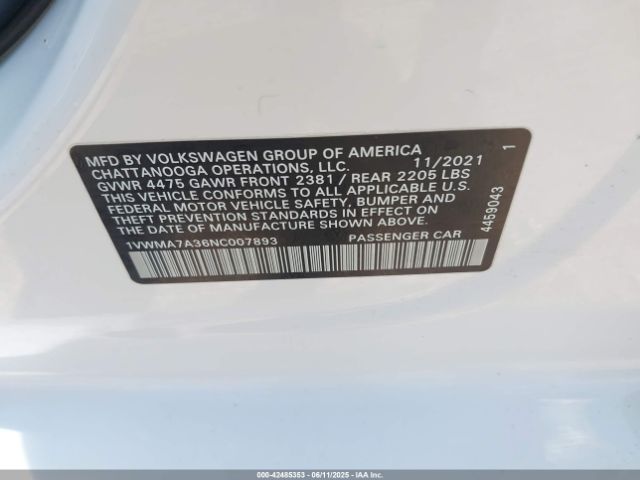 MFD BY VOLKSWAGEN GROUP OF AMERICA
CHATTANOOGA OPERATIONS, LLC. 11/2021
GVWR 4475 GAWR FRONT 2381 / REAR 2205 LBS
THIS VEHICLE CONFORMS TO ALL APPLICABLE U.S.
FEDERAL MOTOR VEHICLE SAFETY, BUMPER AND
THEFT PREVENTION STANDARDS IN EFFECT ON
THE DATE OF MANUFACTURE SHOWN ABOVE
1VWMA7A36NC007893 PASSENGER CAR
4459043 1
000-42485353 - 06/11/2025 - IAA Inc.